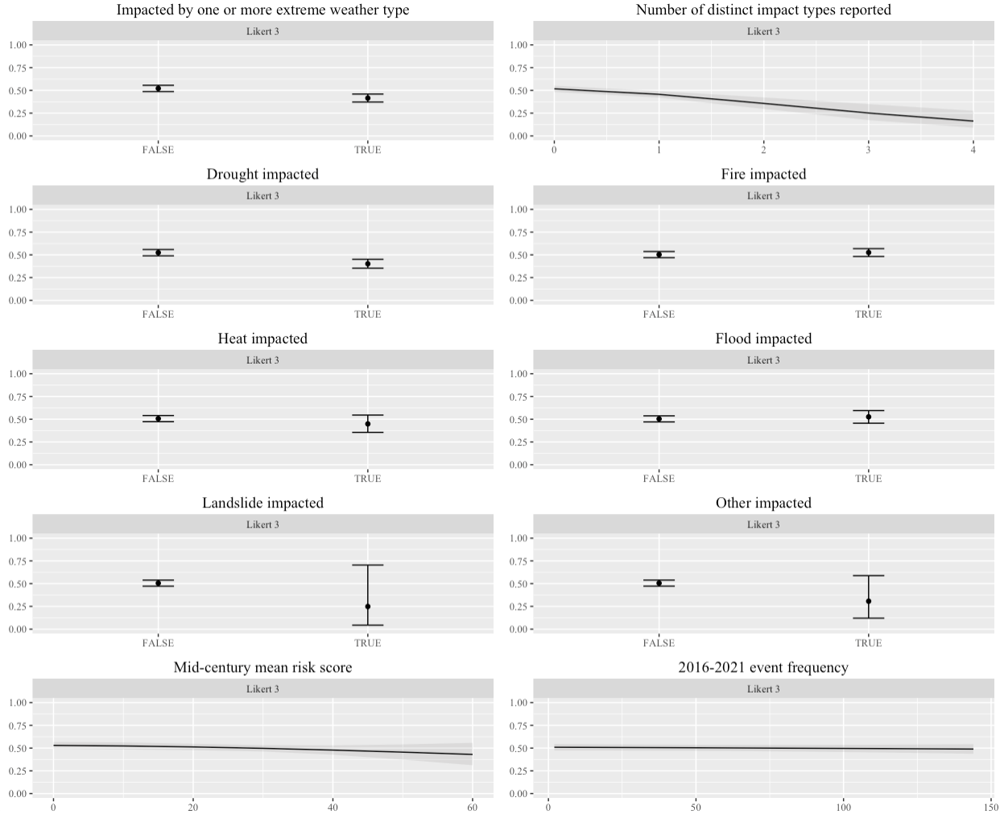 Impacted by one or more extreme weather type
Likert 3
1.00
0.75
0.50
0.25
0.00
FALSE TRUE
Number of distinct impact types reported
Likert 3
1.00
0.75
0.50
0.25
0.00
0 1 2 3 4
Drought impacted
Likert 3
1.00
0.75
0.50
0.25
0.00
FALSE TRUE
Fire impacted
Likert 3
1.00
0.75
0.50
0.25
0.00
FALSE TRUE
Heat impacted
Likert 3
1.00
0.75
0.50
0.25
0.00
FALSE TRUE
Flood impacted
Likert 3
1.00
0.75
0.50
0.25
0.00
FALSE TRUE
Landslide impacted
Likert 3
1.00
0.75
0.50
0.25
0.00
FALSE TRUE
Other impacted
Likert 3
1.00
0.75
0.50
0.25
0.00
FALSE TRUE
Mid-century mean risk score
Likert 3
1.00
0.75
0.50
0.25
0.00
0 20 40 60
2016-2021 event frequency
Likert 3
1.00
0.75
0.50
0.25
0.00
0 50 100 150